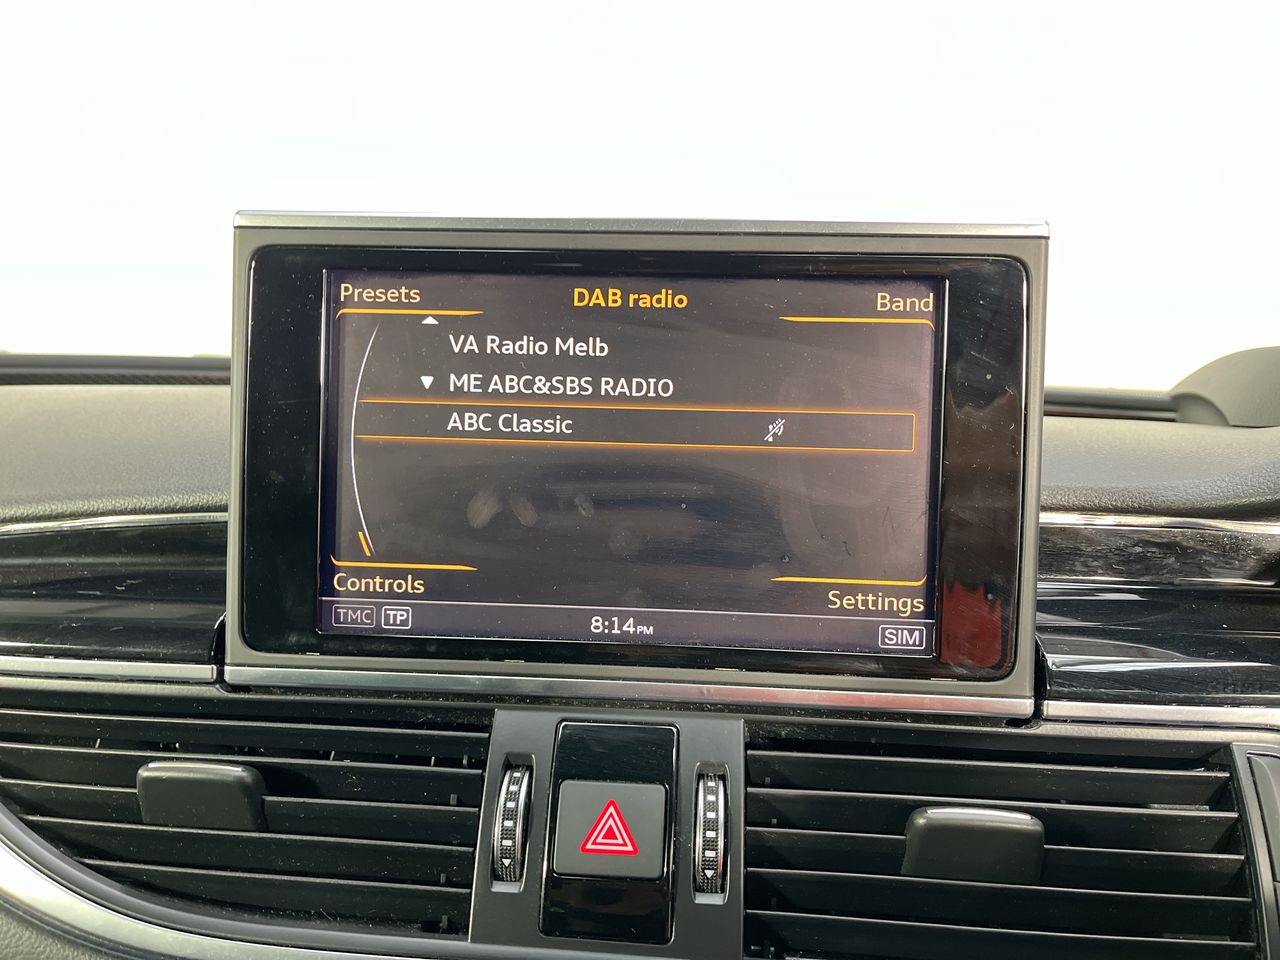 Presets
DAB radio
Band
VA Radio Melb
ME ABC&SBS RADIO
ABC Classic
Controls
Settings
TMC TP
8:14PM
SIM